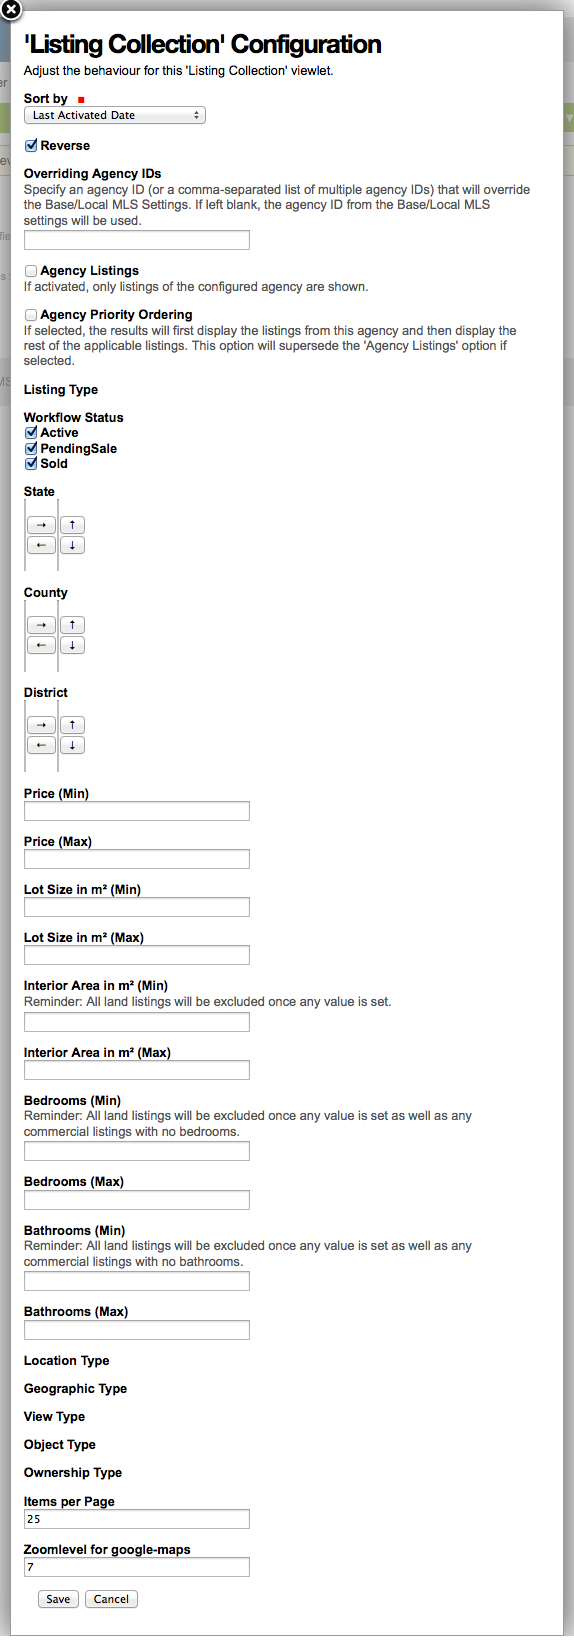 'Listing Collection' Configuration
Adjust the behaviour for this 'Listing Collection' viewlet.
Sort by
Last Activated Date
Reverse
Overriding Agency IDs
Specify an agency ID (or a comma-separated list of multiple agency IDs) that will override
the Base/Local MLS Settings. If left blank, the agency ID from the Base/Local MLS
settings will be used.
Agency Listings
If activated, only listings of the configured agency are shown.
Agency Priority Ordering
If selected, the results will first display the listings from this agency and then display the
rest of the applicable listings. This option will supersede the 'Agency Listings' option if
selected.
Listing Type
Workflow Status
Active
PendingSale
Sold
State
→ ↑
← ↓
County
→ ↑
← ↓
District
→ ↑
← ↓
Price (Min)
Price (Max)
Lot Size in m² (Min)
Lot Size in m² (Max)
Interior Area in m² (Min)
Reminder: All land listings will be excluded once any value is set.
Interior Area in m² (Max)
Bedrooms (Min)
Reminder: All land listings will be excluded once any value is set as well as any
commercial listings with no bedrooms.
Bedrooms (Max)
Bathrooms (Min)
Reminder: All land listings will be excluded once any value is set as well as any
commercial listings with no bathrooms.
Bathrooms (Max)
Location Type
Geographic Type
View Type
Object Type
Ownership Type
Items per Page
25
Zoomlevel for google-maps
7
Save Cancel